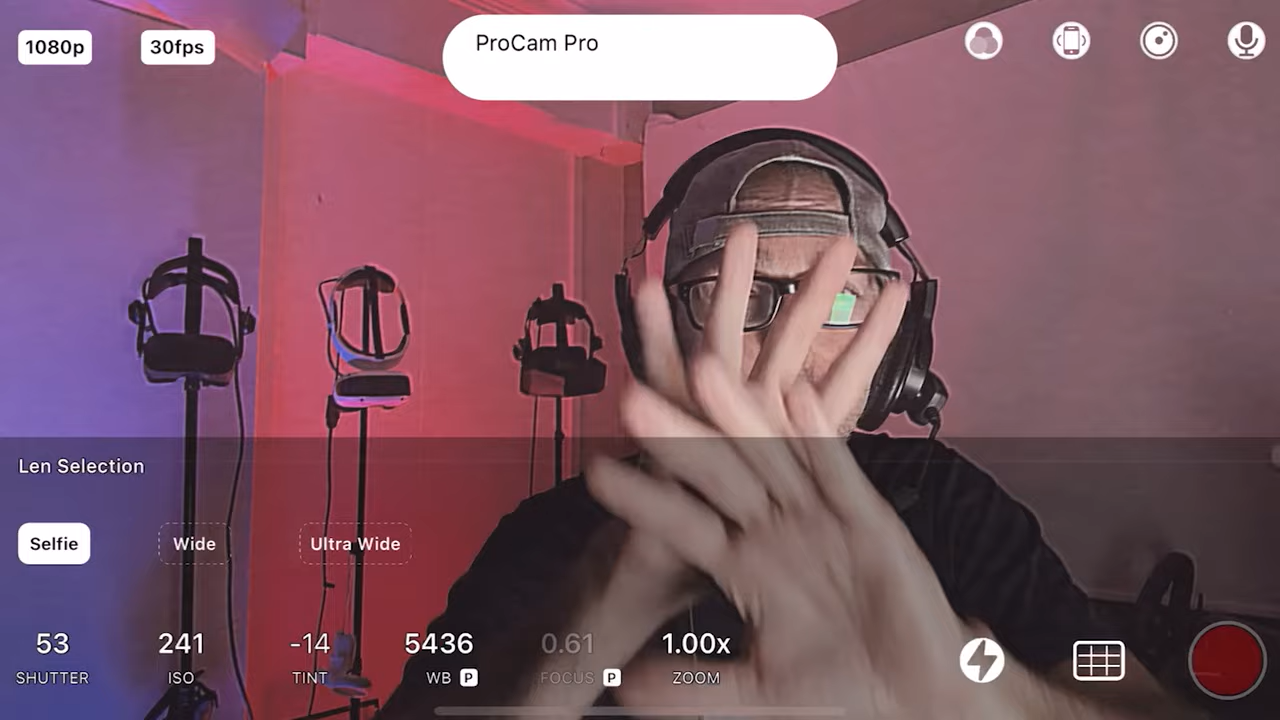 1080p
30fps
ProCam Pro
Len Selection
Selfie
Wide
Ultra Wide
53
241
-14
5436
0.61
1.00x
SHUTTER
ISO
TINT
WB P
FOCUS P
ZOOM